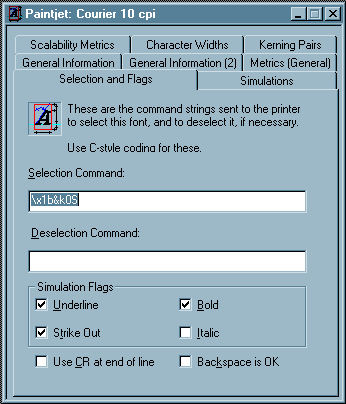 Paintjet: Courier 10 cpi
Scalability Metrics Character Widths Kerning Pairs
General Information General Information (2) Metrics (General)
Selection and Flags Simulations
These are the command strings sent to the printer
to select this font, and to deselect it, if necessary.
Use C-style coding for these.
Selection Command:
\x1b&k0S
Deselection Command:
Simulation Flags
Underline Bold
Strike Out Italic
Use CR at end of line Backspace is OK